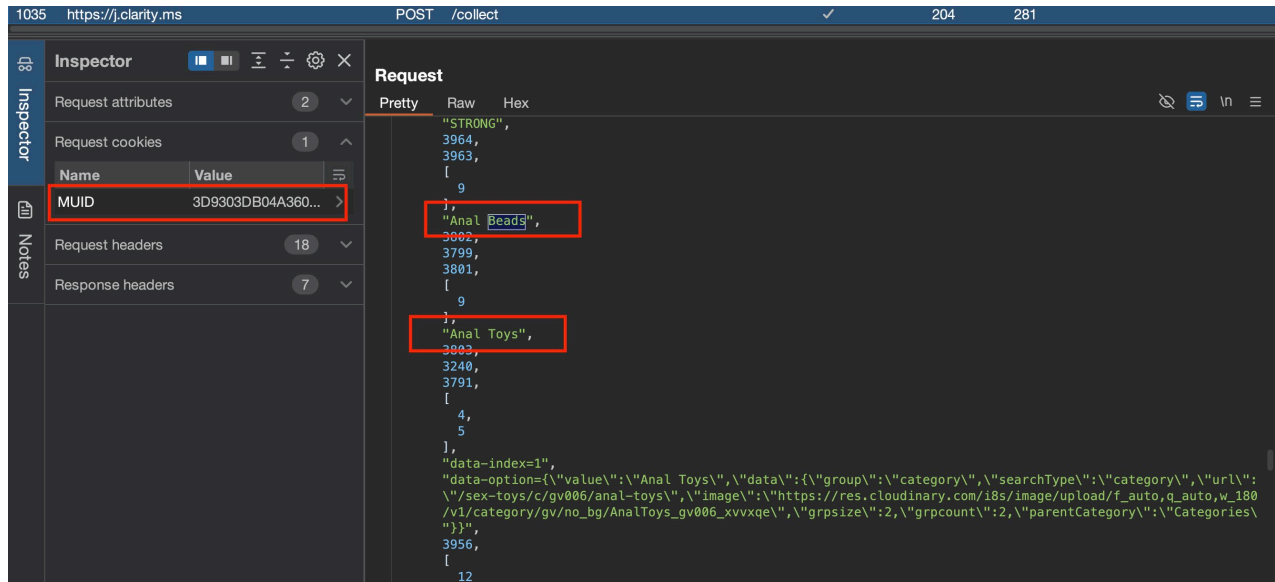 1035 https://j.clarity.ms POST /collect ✓ 204 281
Inspector
Notes
Inspector
Request attributes 2
Request cookies 1
Name Value
MUID 3D9303DB04A360...
Request headers 18
Response headers 7
Request
Pretty Raw Hex \n
"STRONG",
3964,
3963,
[
9
],
"Anal Beads",
3802,
3799,
3801,
[
9
],
"Anal Toys",
3803,
3240,
3791,
[
4,
5
],
"data-index=1",
"data-option={\"value\":\"Anal Toys\",\"data\":{\"group\":\"category\",\"searchType\":\"category\",\"url\":
\"/sex-toys/c/gv006/anal-toys\",\"image\":\"https://res.cloudinary.com/i8s/image/upload/f_auto,q_auto,w_180
/v1/category/gv/no_bg/AnalToys_gv006_xvvxqe\",\"grpsize\":2,\"grpcount\":2,\"parentCategory\":\"Categories\
"}}",
3956,
[
12